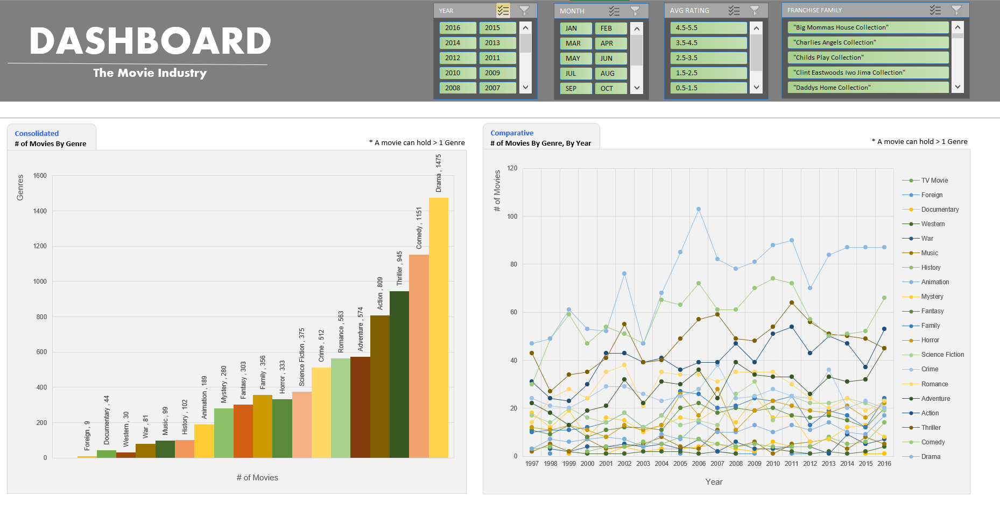 DASHBOARD
The Movie Industry
YEAR
2016 2015
2014 2013
2012 2011
2010 2009
2008 2007
MONTH
JAN FEB
MAR APR
MAY JUN
JUL AUG
SEP OCT
AVG RATING
4.5-5.5
3.5-4.5
2.5-3.5
1.5-2.5
0.5-1.5
FRANCHISE FAMILY
"Big Mommas House Collection"
"Charlies Angels Collection"
"Childs Play Collection"
"Clint Eastwoods Iwo Jima Collection"
"Daddys Home Collection"
Consolidated
# of Movies By Genre
* A movie can hold > 1 Genre
Genres
1600
1400
1200
1000
800
600
400
200
0
Foreign , 9
Documentary , 44
Western , 30
War , 81
Music , 99
History , 102
Animation , 189
Mystery , 280
Fantasy , 303
Family , 356
Horror , 333
Science Fiction , 375
Crime , 512
Romance , 563
Adventure , 574
Action , 809
Thriller , 945
Comedy , 1151
Drama , 1475
# of Movies
Comparative
# of Movies By Genre, By Year
* A movie can hold > 1 Genre
# of Movies
120
100
80
60
40
20
0
1997 1998 1999 2000 2001 2002 2003 2004 2005 2006 2007 2008 2009 2010 2011 2012 2013 2014 2015 2016
Year
TV Movie
Foreign
Documentary
Western
War
Music
History
Animation
Mystery
Fantasy
Family
Horror
Science Fiction
Crime
Romance
Adventure
Action
Thriller
Comedy
Drama